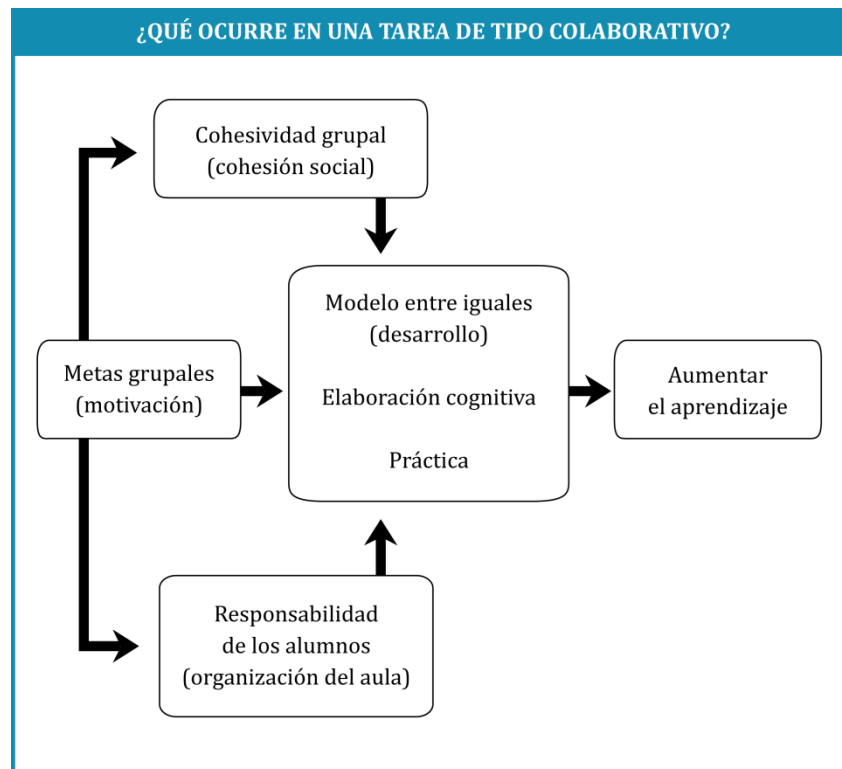 ¿QUÉ OCURRE EN UNA TAREA DE TIPO COLABORATIVO?
Cohesividad grupal
(cohesión social)
Metas grupales
(motivación)
Modelo entre iguales
(desarrollo)
Elaboración cognitiva
Práctica
Aumentar
el aprendizaje
Responsabilidad
de los alumnos
(organización del aula)